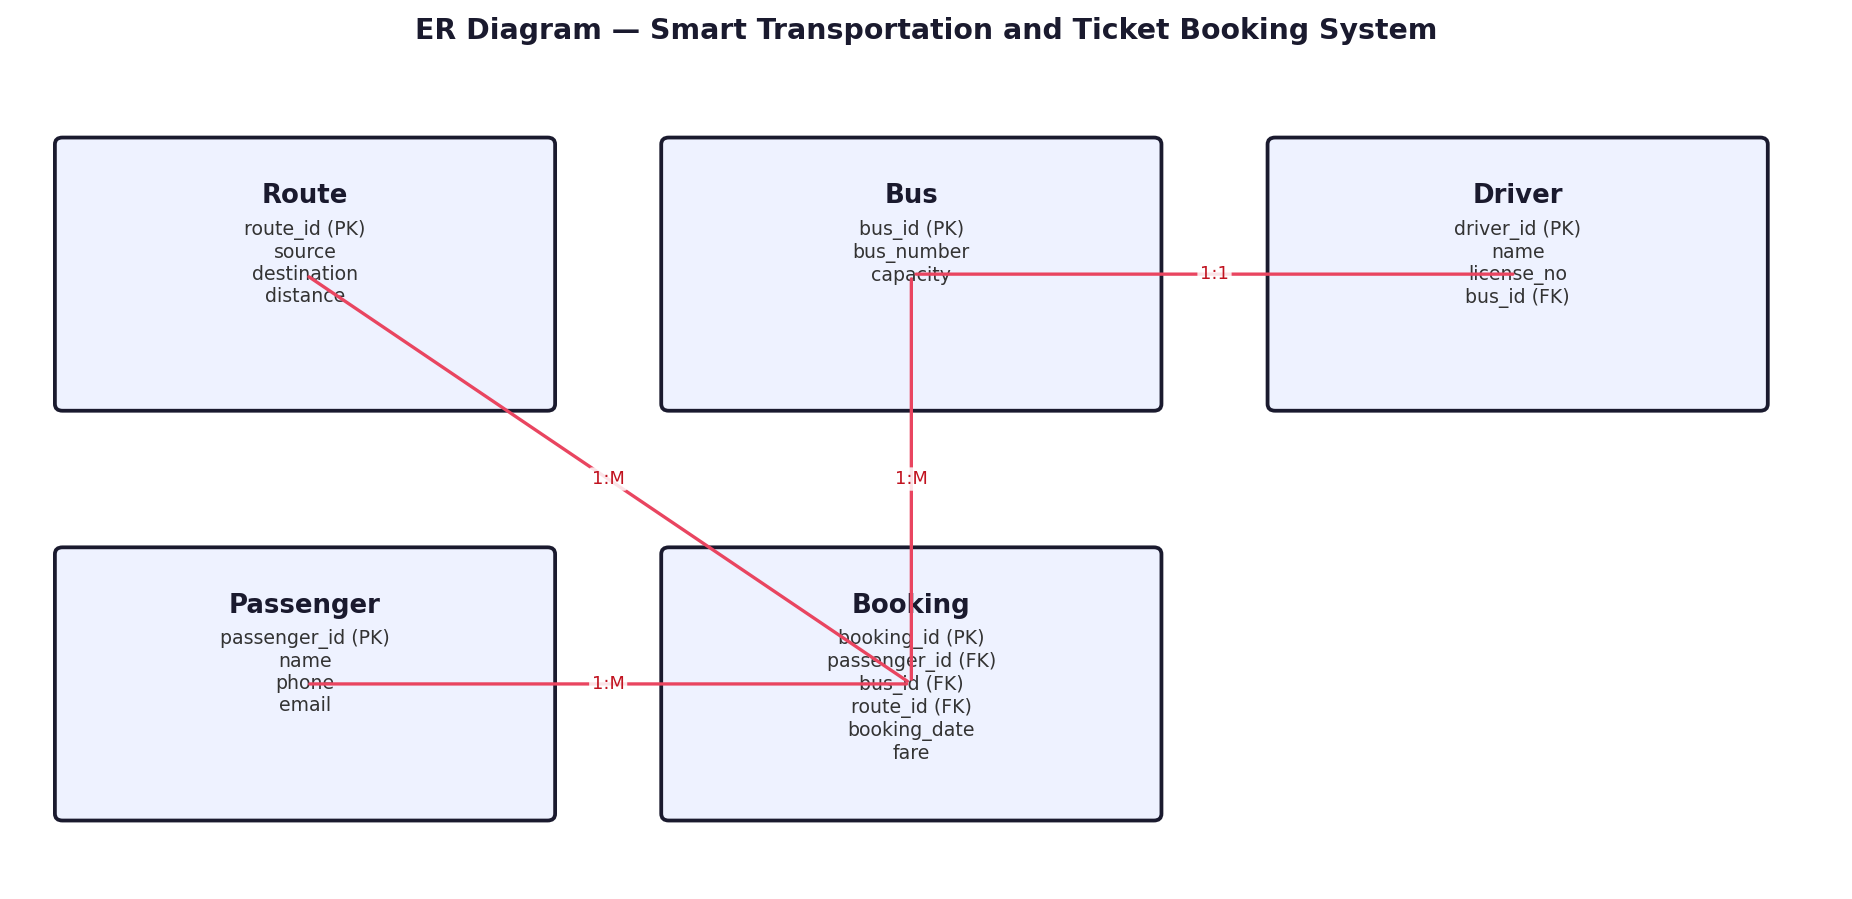 ER Diagram — Smart Transportation and Ticket Booking System
Route
route_id (PK)
source
destination
distance
Bus
bus_id (PK)
bus_number
capacity
1:1
Driver
driver_id (PK)
name
license_no
bus_id (FK)
1:M
1:M
Passenger
passenger_id (PK)
name
phone
email
1:M
Booking
booking_id (PK)
passenger_id (FK)
bus_id (FK)
route_id (FK)
booking_date
fare